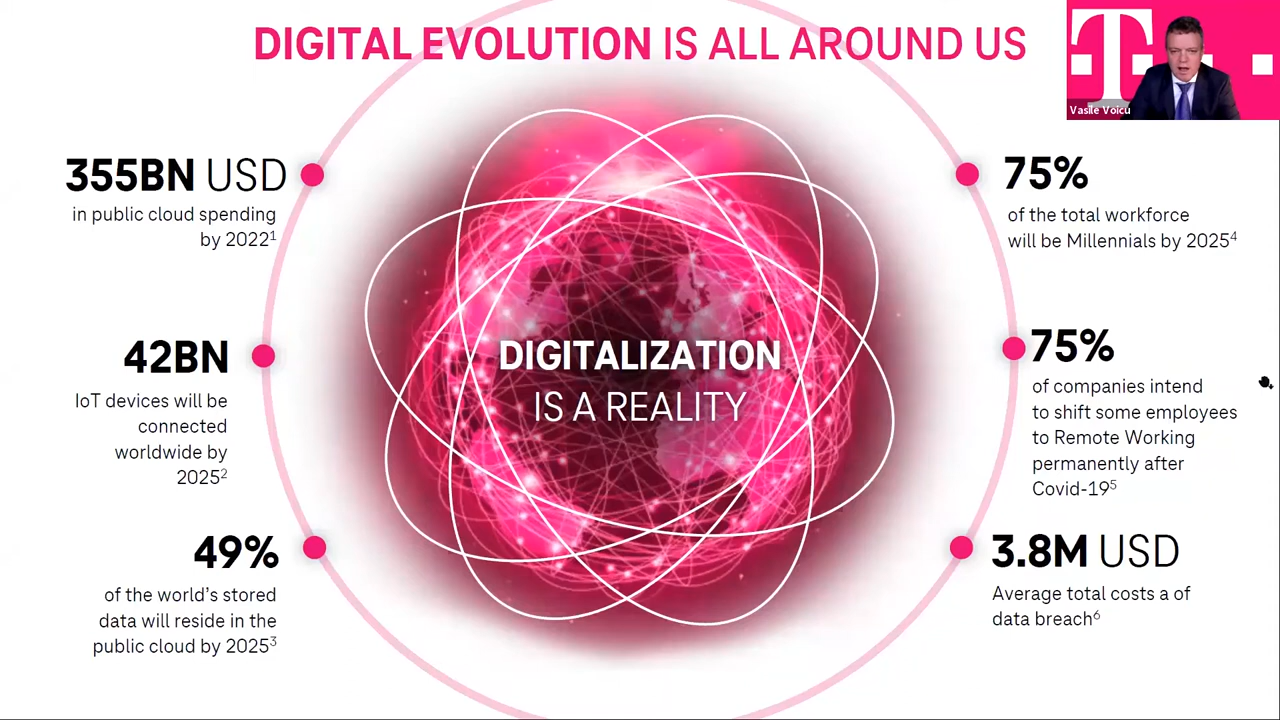 DIGITAL EVOLUTION IS ALL AROUND US
T
Vasile Voicu
355BN USD
in public cloud spending
by 2022¹
42BN
IoT devices will be
connected
worldwide by
2025²
49%
of the world's stored
data will reside in the
public cloud by 2025³
DIGITALIZATION
IS A REALITY
75%
of the total workforce
will be Millennials by 2025⁴
75%
of companies intend
to shift some employees
to Remote Working
permanently after
Covid-19⁵
3.8M USD
Average total costs a of
data breach⁶